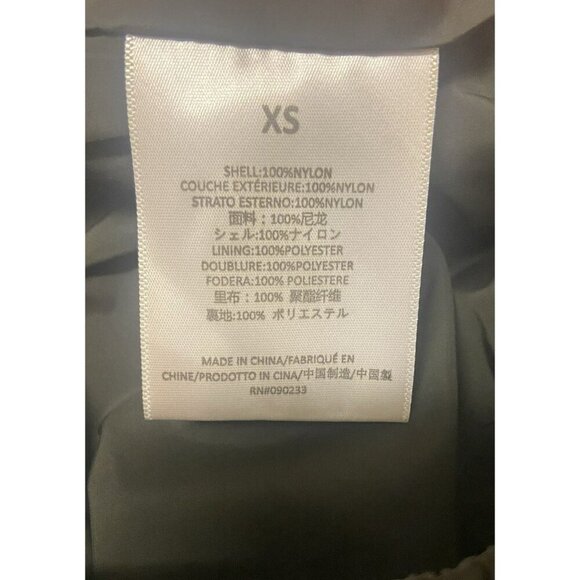 XS
SHELL:100%NYLON
COUCHE EXTÉRIEURE:100%NYLON
STRATO ESTERNO:100%NYLON
面料：100%尼龙
シェル:100%ナイロン
LINING:100%POLYESTER
DOUBLURE:100%POLYESTER
FODERA:100% POLIESTERE
里布：100% 聚酯纤维
裏地:100% ポリエステル
MADE IN CHINA/FABRIQUÉ EN
CHINE/PRODOTTO IN CINA/中国制造/中国製
RN#090233